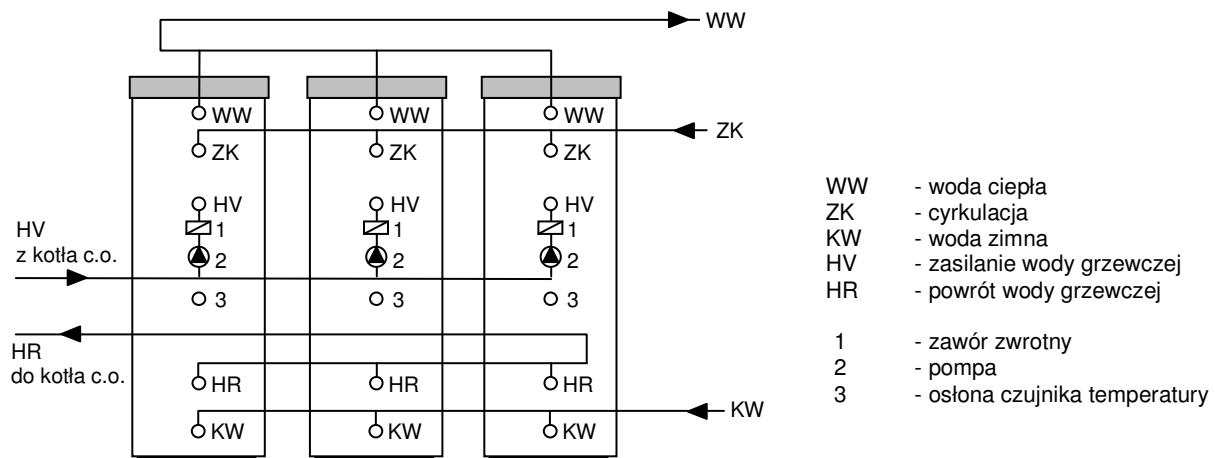 WW
WW WW WW
ZK
ZK ZK ZK
HV HV HV
1 1 1
HV
z kotła c.o.
2 2 2
3 3 3
HR
do kotła c.o.
HR HR HR
KW
KW KW KW
WW - woda ciepła
ZK - cyrkulacja
KW - woda zimna
HV - zasilanie wody grzewczej
HR - powrót wody grzewczej
1 - zawór zwrotny
2 - pompa
3 - osłona czujnika temperatury